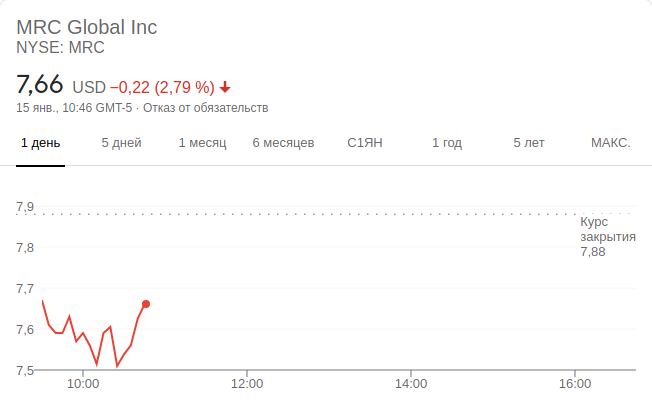 MRC Global Inc
NYSE: MRC
7,66 USD −0,22 (2,79 %)
15 янв., 10:46 GMT-5 · Отказ от обязательств
1 день 5 дней 1 месяц 6 месяцев С1ЯН 1 год 5 лет МАКС.
7,9
Курс
закрытия
7,88
7,8
7,7
7,6
7,5
10:00 12:00 14:00 16:00